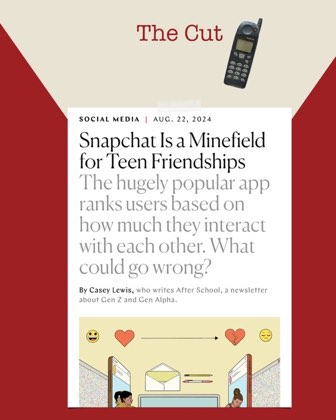 The Cut
SOCIAL MEDIA | AUG. 22, 2024
Snapchat Is a Minefield
for Teen Friendships
The hugely popular app
ranks users based on
how much they interact
with each other. What
could go wrong?
By Casey Lewis, who writes After School, a newsletter
about Gen Z and Gen Alpha.